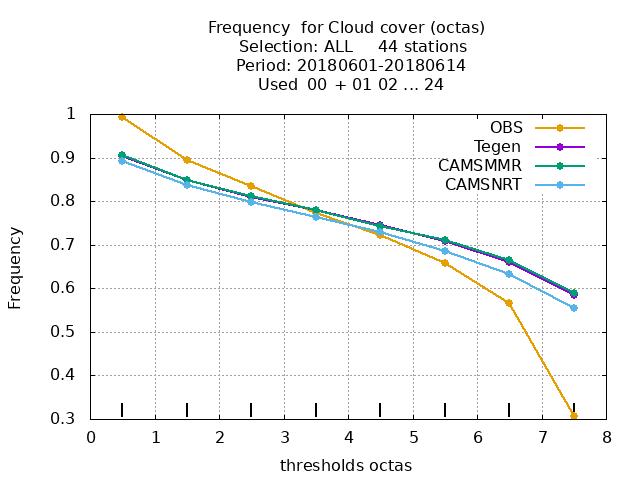 Frequency  for Cloud cover (octas)
Selection: ALL     44 stations
Period: 20180601-20180614
Used  00  + 01 02 ... 24
1
0.9
0.8
0.7
0.6
0.5
0.4
0.3
Frequency
OBS
Tegen
CAMSMMR
CAMSNRT
0 1 2 3 4 5 6 7 8
thresholds octas